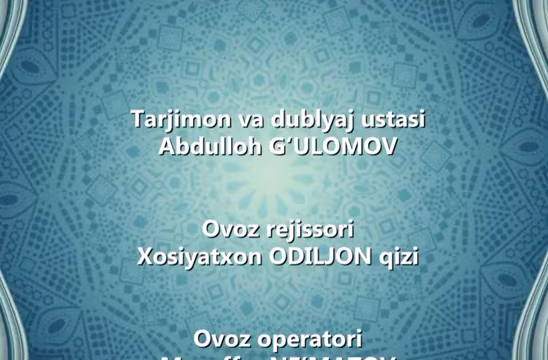 Tarjimon va dublyaj ustasi
Abdulloh G‘ULOMOV
Ovoz rejissori
Xosiyatxon ODILJON qizi
Ovoz operatori